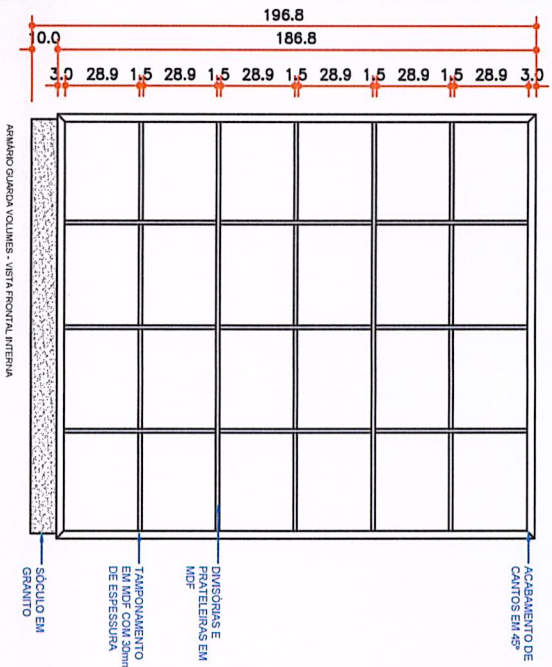 196.8
10.0 186.8
3.0 28.9 1.5 28.9 1.5 28.9 1.5 28.9 1.5 28.9 1.5 28.9 3.0
ACABAMENTO DE
CANTOS EM 45º
DIVISÓRIAS E
PRATELEIRAS EM
MDF
TAMPONAMENTO
EM MDF COM 30mm
DE ESPESSURA
SÓCULO EM
GRANITO
ARMÁRIO GUARDA VOLUMES - VISTA FRONTAL INTERNA